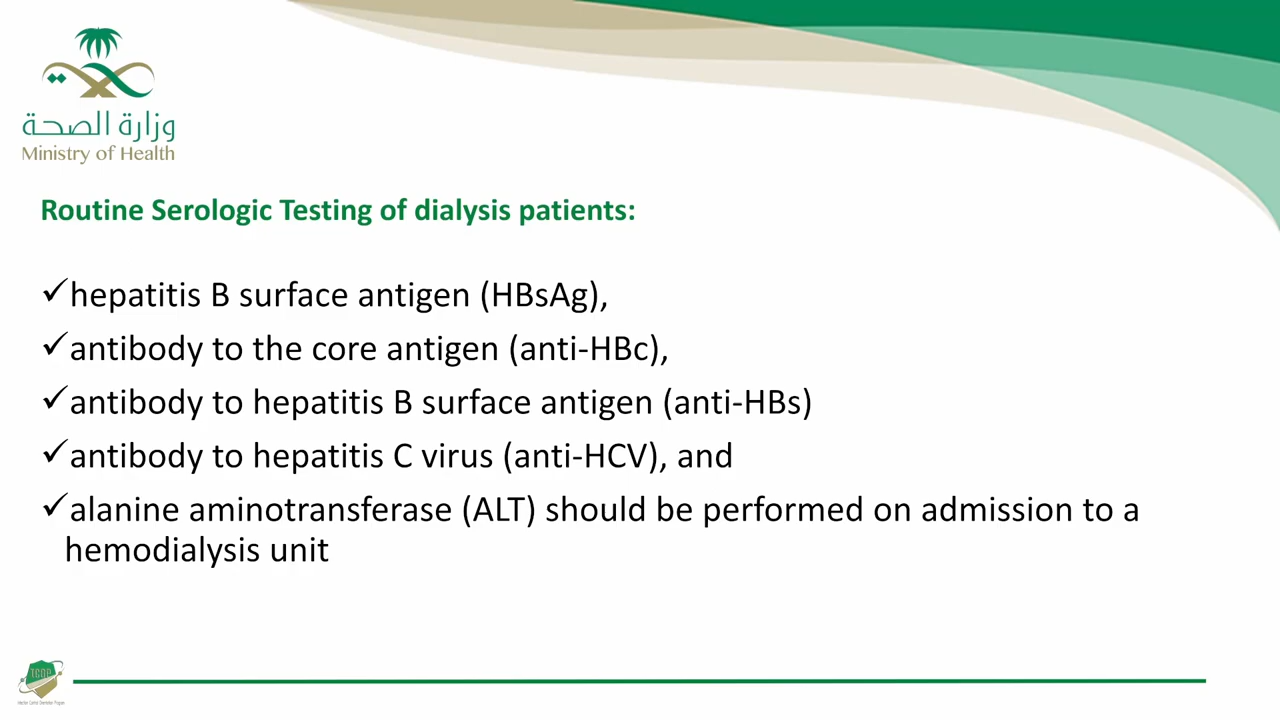 وزارة الصحة
Ministry of Health
Routine Serologic Testing of dialysis patients:
✓hepatitis B surface antigen (HBsAg),
✓antibody to the core antigen (anti-HBc),
✓antibody to hepatitis B surface antigen (anti-HBs)
✓antibody to hepatitis C virus (anti-HCV), and
✓alanine aminotransferase (ALT) should be performed on admission to a
hemodialysis unit